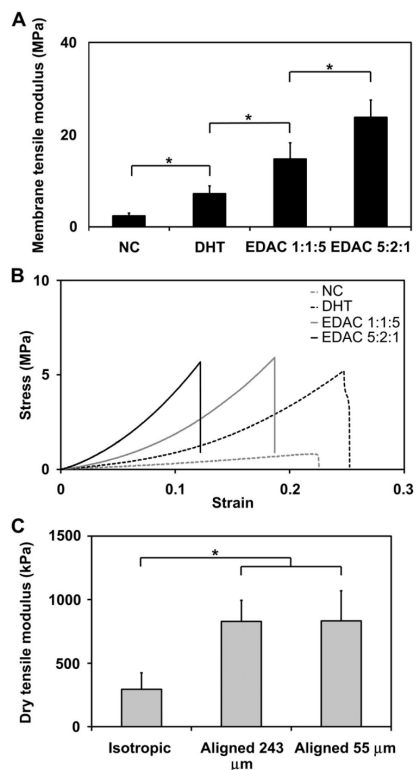 A
Membrane tensile modulus (MPa)
40
20
0
*
*
*
NC DHT EDAC 1:1:5 EDAC 5:2:1
B
Stress (MPa)
10
5
0
NC
DHT
EDAC 1:1:5
EDAC 5:2:1
0 0.1 0.2 0.3
Strain
C
Dry tensile modulus (kPa)
1500
1000
500
0
*
Isotropic Aligned 243 Aligned 55 μm
μm